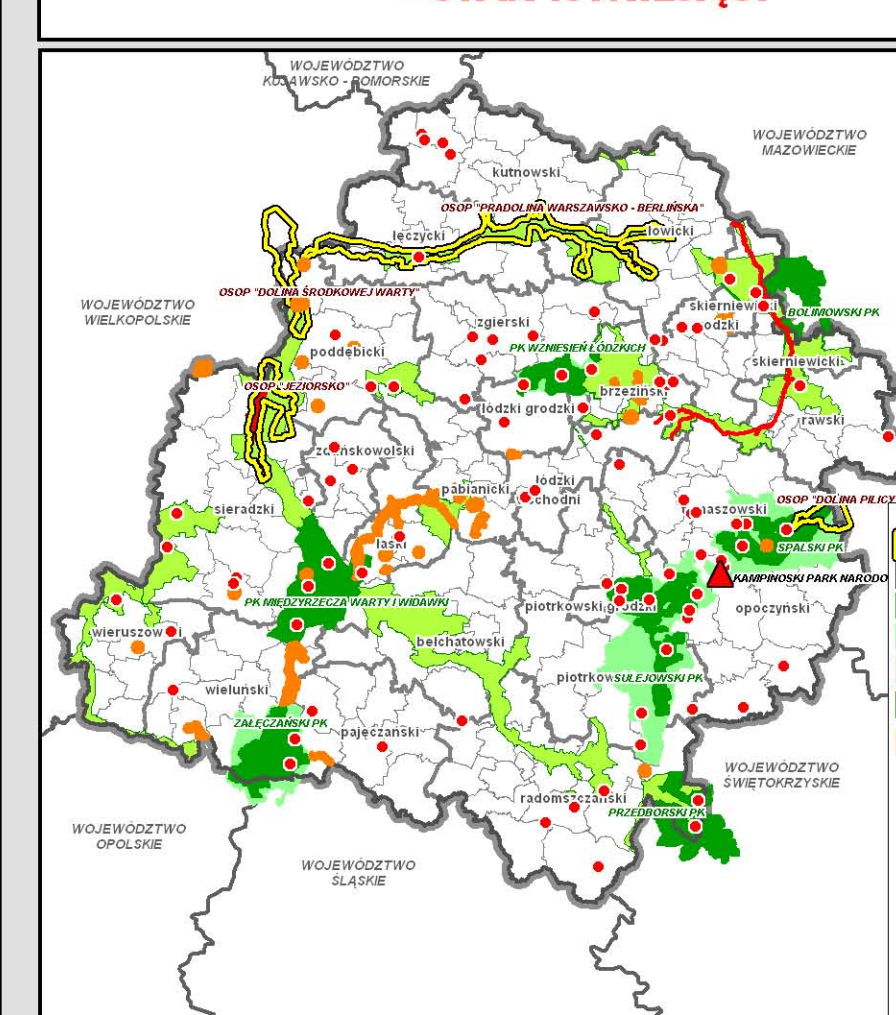 WOJEWÓDZTWO
KUJAWSKO - POMORSKIE
WOJEWÓDZTWO
MAZOWIECKIE
kutnowski
OSOP "PRADOLINA WARSZAWSKO - BERLIŃSKA"
łęczycki
łowicki
OSOP "DOLINA ŚRODKOWEJ WARTY"
WOJEWÓDZTWO
WIELKOPOLSKIE
skierniewicki
grodzki
BOLIMOWSKI PK
zgierski
PK WZNIESIEŃ ŁÓDZKICH
poddębicki
skierniewicki
OSOP "JEZIORSKO"
brzeziński
łódzki grodzki
rawski
zduńskowolski
pabianicki
łódzki
wschodni
OSOP "DOLINA PILICY
sieradzki
tomaszowski
łaski
SPALSKI PK
KAMPINOSKI PARK NARODO
PK MIĘDZYRZECZA WARTY I WIDAWKI
piotrkowski grodzki
opoczyński
wieruszowski
bełchatowski
wieluński
piotrkow
SULEJOWSKI PK
ZAŁĘCZAŃSKI PK
pajęczański
WOJEWÓDZTWO
ŚWIĘTOKRZYSKIE
radomszczański
PRZEDBORSKI PK
WOJEWÓDZTWO
OPOLSKIE
WOJEWÓDZTWO
ŚLĄSKIE